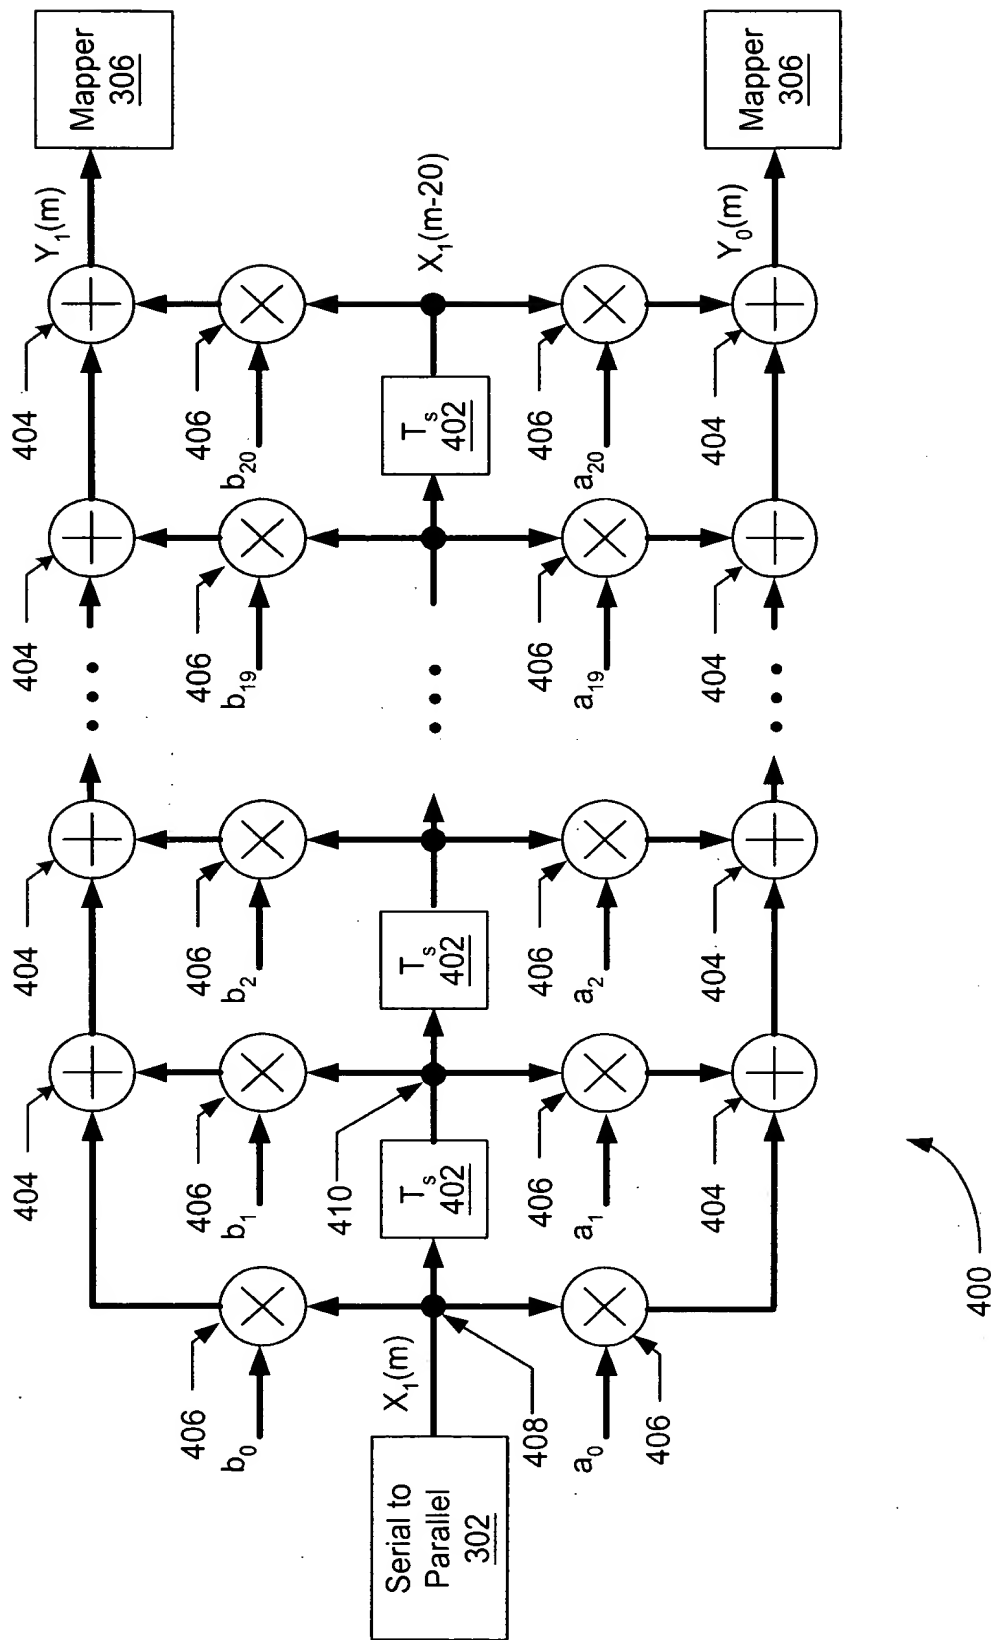 Mapper
306
Mapper
306
Y₁(m)
X₁(m-20)
Y₀(m)
404
406
b₂₀
Tₛ
402
406
a₂₀
404
404
406
b₁₉
406
a₁₉
404
404
406
b₂
Tₛ
402
406
a₂
404
404
406
b₁
410
Tₛ
402
406
a₁
404
406
b₀
X₁(m)
408
a₀
406
Serial to
Parallel
302
400